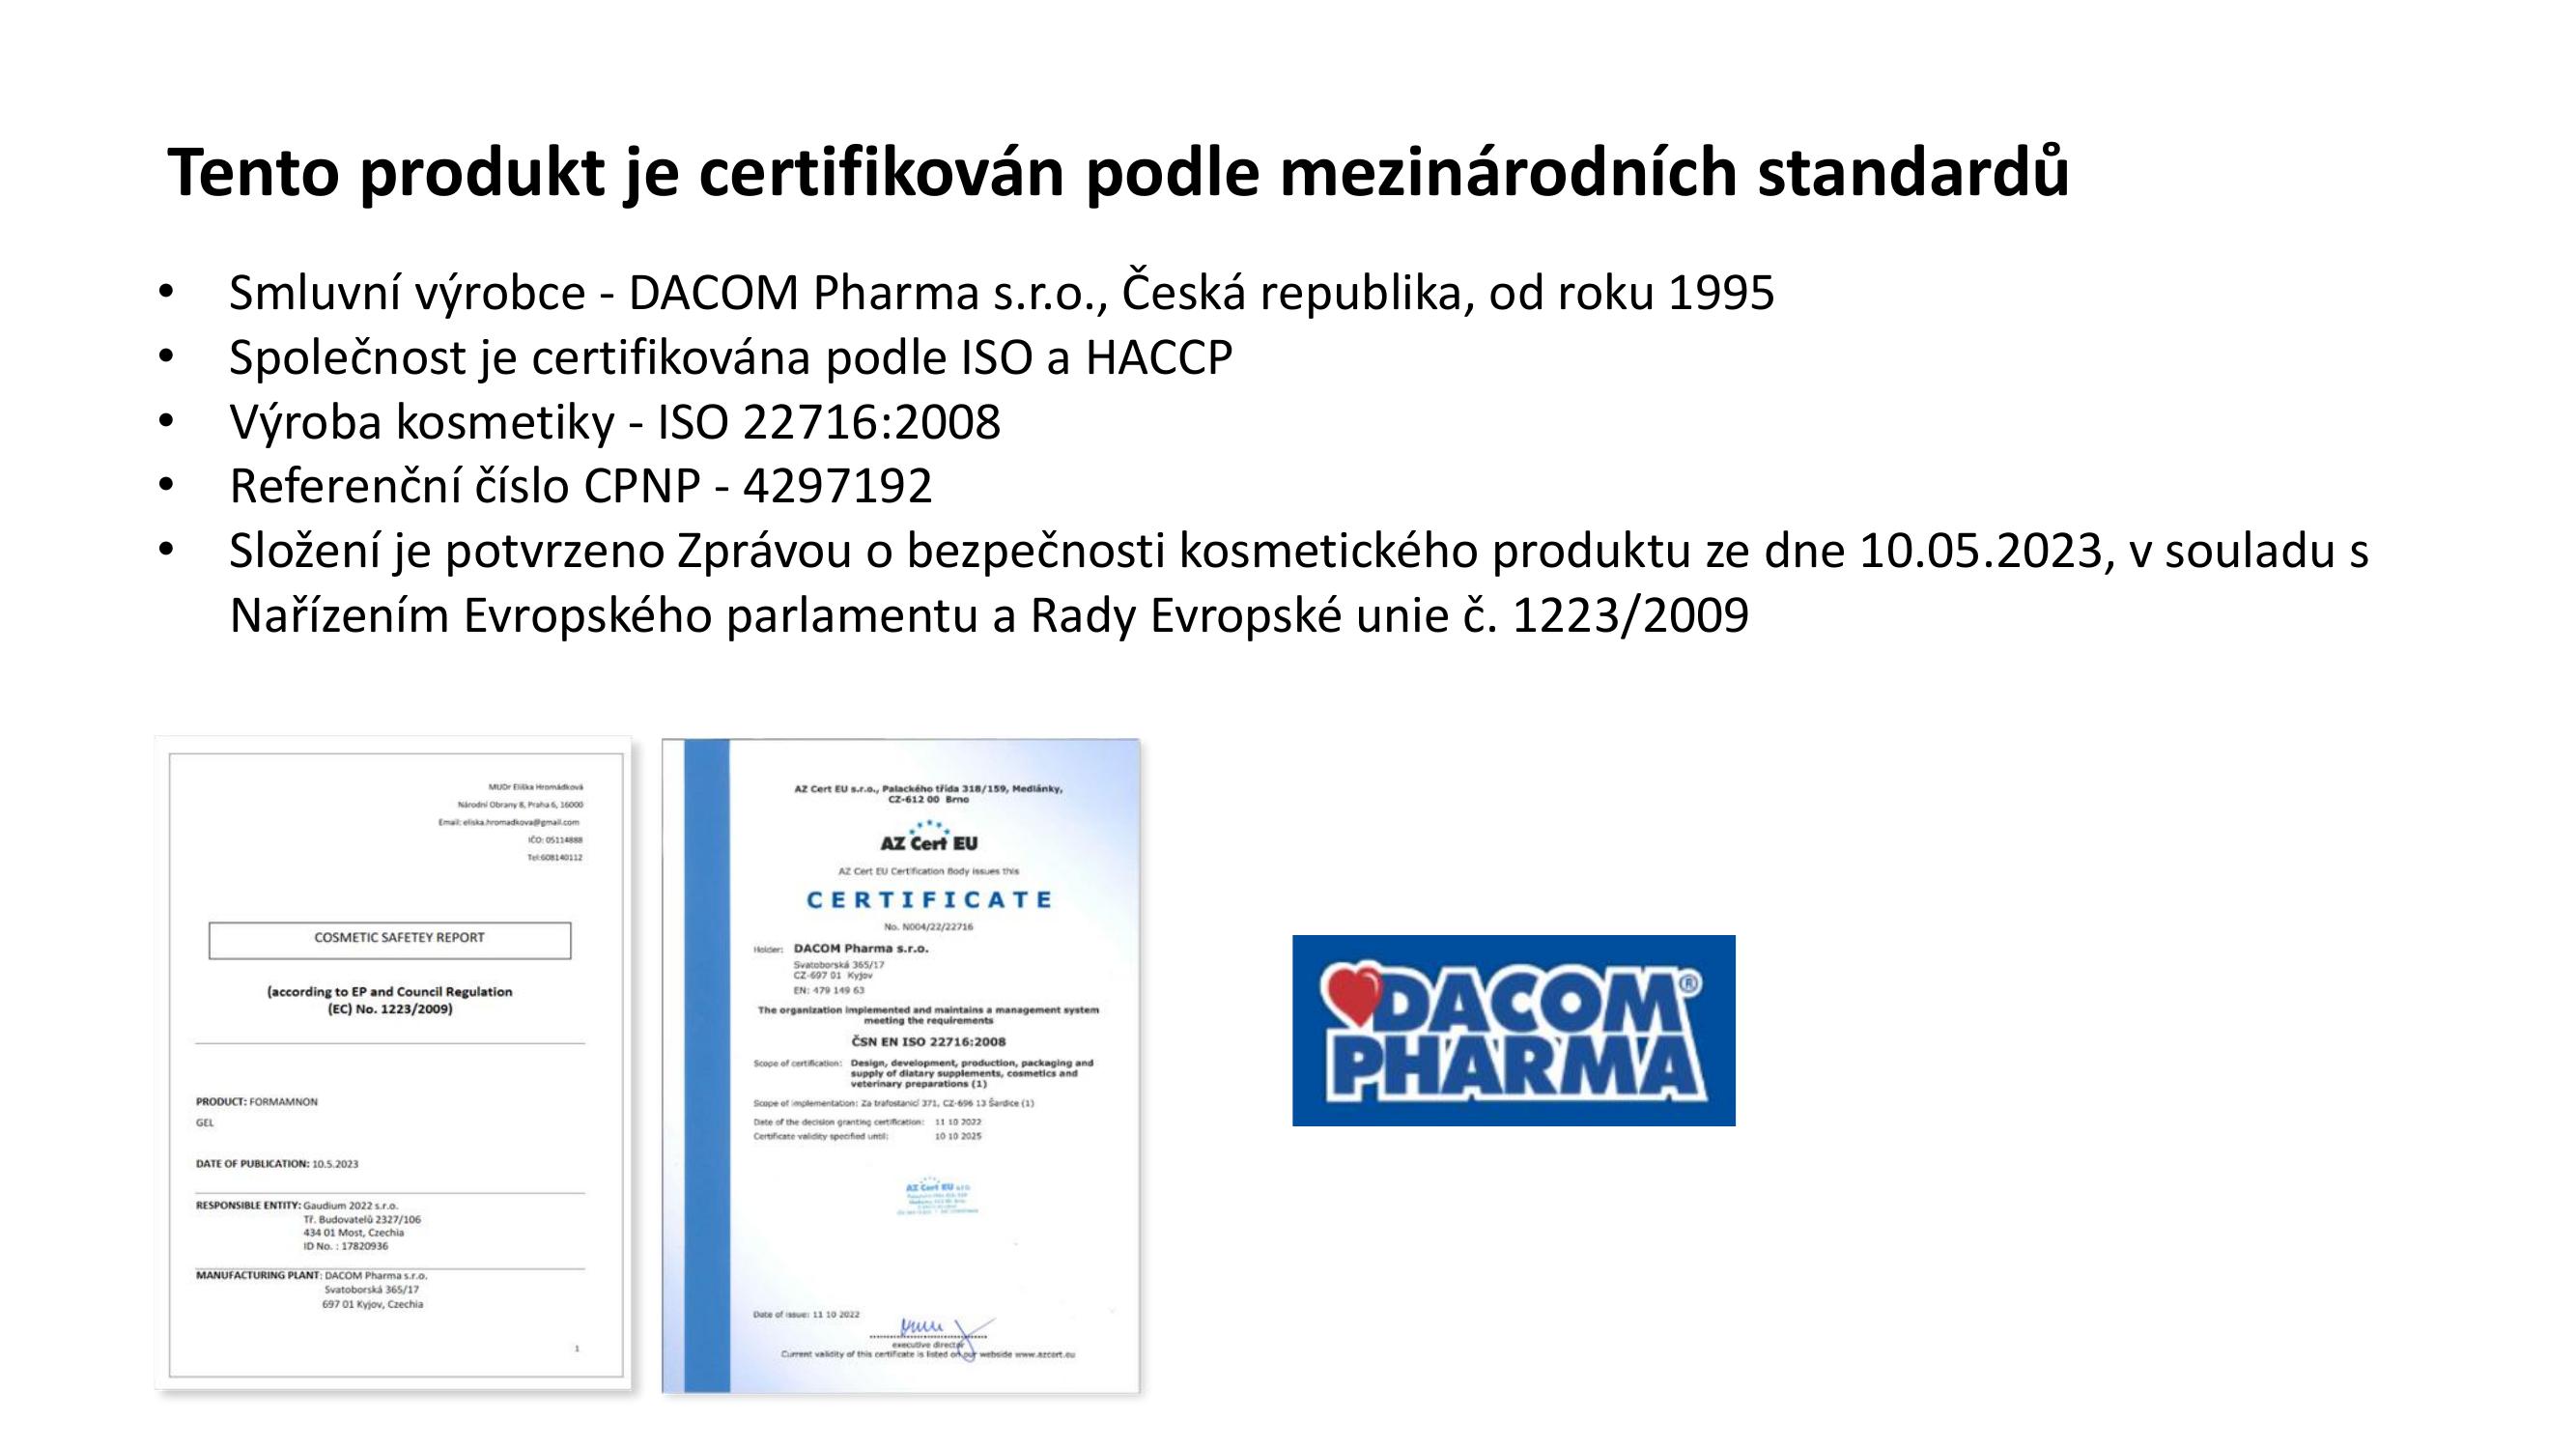 Tento produkt je certifikován podle mezinárodních standardů
• Smluvní výrobce - DACOM Pharma s.r.o., Česká republika, od roku 1995
• Společnost je certifikována podle ISO a HACCP
• Výroba kosmetiky - ISO 22716:2008
• Referenční číslo CPNP - 4297192
• Složení je potvrzeno Zprávou o bezpečnosti kosmetického produktu ze dne 10.05.2023, v souladu s
Nařízením Evropského parlamentu a Rady Evropské unie č. 1223/2009
MUDr Eliška Hromádková
Národní Obrany 8, Praha 6, 16000
Email: eliska.hromadkova@gmail.com
IČO: 05114888
Tel:608140112
COSMETIC SAFETEY REPORT
(according to EP and Council Regulation
(EC) No. 1223/2009)
PRODUCT: FORMAMNON
GEL
DATE OF PUBLICATION: 10.5.2023
RESPONSIBLE ENTITY: Gaudium 2022 s.r.o.
Tř. Budovatelů 2327/106
434 01 Most, Czechia
ID No. : 17820936
MANUFACTURING PLANT: DACOM Pharma s.r.o.
Svatoborská 365/17
697 01 Kyjov, Czechia
1
AZ Cert EU s.r.o., Palackého třída 318/159, Medlánky,
CZ-612 00 Brno
AZ Cert EU
AZ Cert EU Certification Body issues this
CERTIFICATE
No. N004/22/22716
Holder: DACOM Pharma s.r.o.
Svatoborská 365/17
CZ-697 01 Kyjov
EN: 479 149 63
The organization implemented and maintains a management system
meeting the requirements
ČSN EN ISO 22716:2008
Scope of certification: Design, development, production, packaging and
supply of diatary supplements, cosmetics and
veterinary preparations (1)
Scope of implementation: Za trafostanicí 371, CZ-696 13 Šardice (1)
Date of the decision granting certification: 11 10 2022
Certificate validity specified until: 10 10 2025
AZ Cert EU s.r.o.
Date of issue: 11 10 2022
executive director
Current validity of this certificate is listed on our webside www.azcert.eu
DACOM®
PHARMA